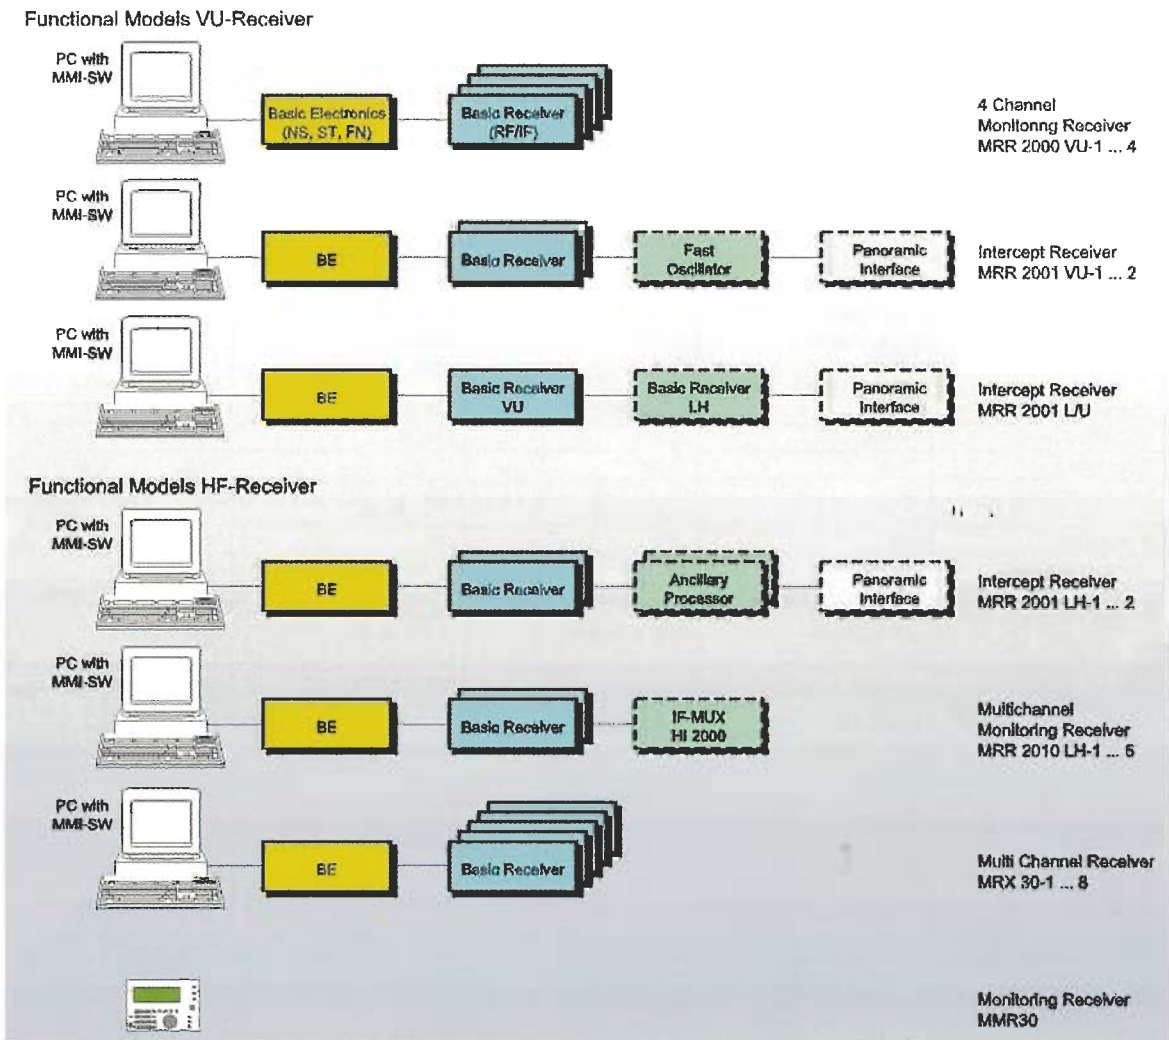 Functional Models VU-Receiver
PC with
MMI-SW
Basic Electronics
(NS, ST, FN)
Basic Receiver
(RF/IF)
4 Channel
Monitonng Receiver
MRR 2000 VU-1 ... 4
PC with
MMI-SW
BE
Basic Receiver
Fast
Oscillator
Panoramic
Interface
Intercept Receiver
MRR 2001 VU-1 ... 2
PC with
MMI-SW
BE
Basic Receiver
VU
Basic Receiver
LH
Panoramic
Interface
Intercept Receiver
MRR 2001 L/U
Functional Models HF-Receiver
PC with
MMI-SW
BE
Basic Receiver
Ancillary
Processor
Panoramic
Interface
Intercept Receiver
MRR 2001 LH-1 ... 2
PC with
MMI-SW
BE
Basic Receiver
IF-MUX
HI 2000
Multichannel
Monitoring Receiver
MRR 2010 LH-1 ... 5
PC with
MMI-SW
BE
Basic Receiver
Multi Channel Receiver
MRX 30-1 ... 8
Monitoring Receiver
MMR30